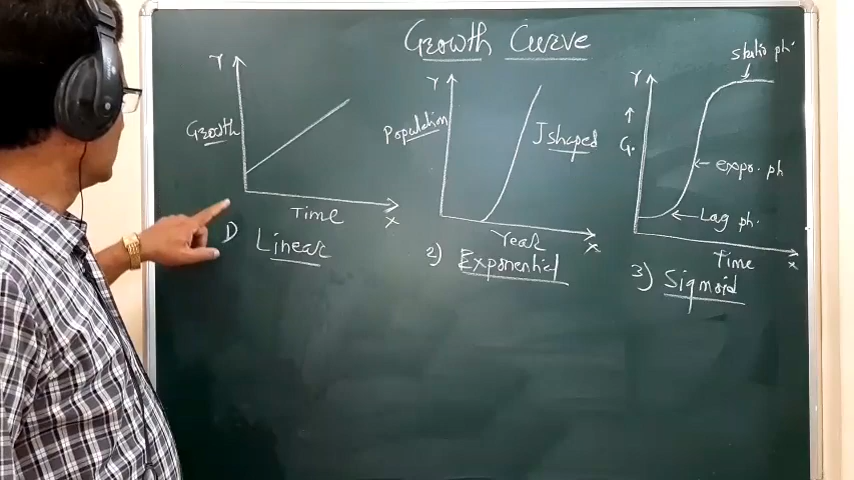 Growth Curve
Y
Growth
Time
X
1) Linear
Y
Population
J shaped
Year
X
2) Exponential
Y
G.
statio ph.
expo. ph
Lag ph.
Time
X
3) Sigmoid